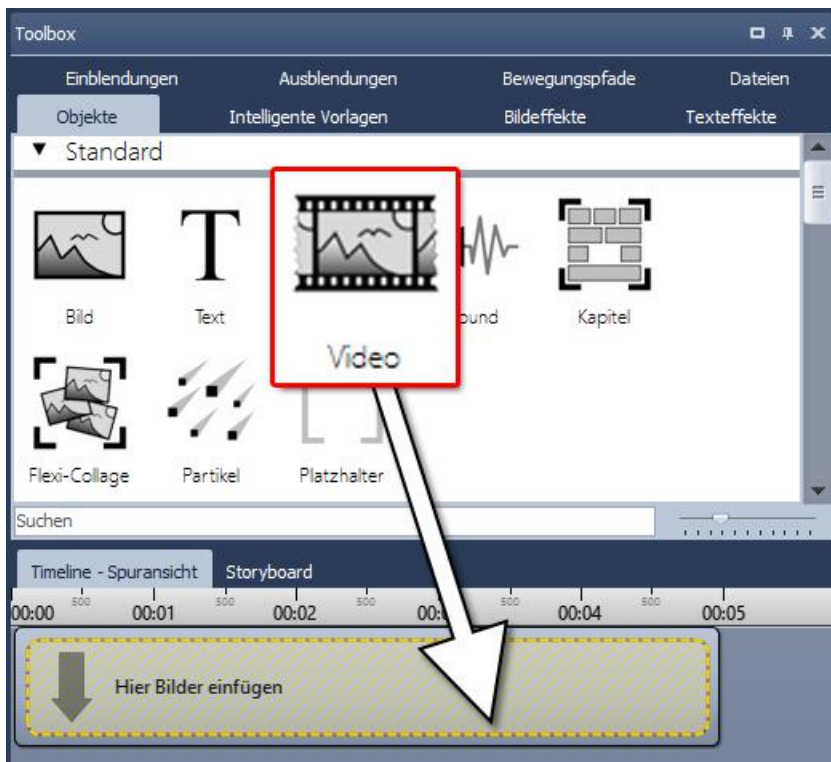 Toolbox
Einblendungen Ausblendungen Bewegungspfade Dateien
Objekte Intelligente Vorlagen Bildeffekte Texteffekte
Standard
Bild Text Video ound Kapitel
Flexi-Collage Partikel Platzhalter
Suchen
Timeline - Spuransicht Storyboard
00:00 500 00:01 500 00:02 500 500 00:04 500 00:05
Hier Bilder einfügen